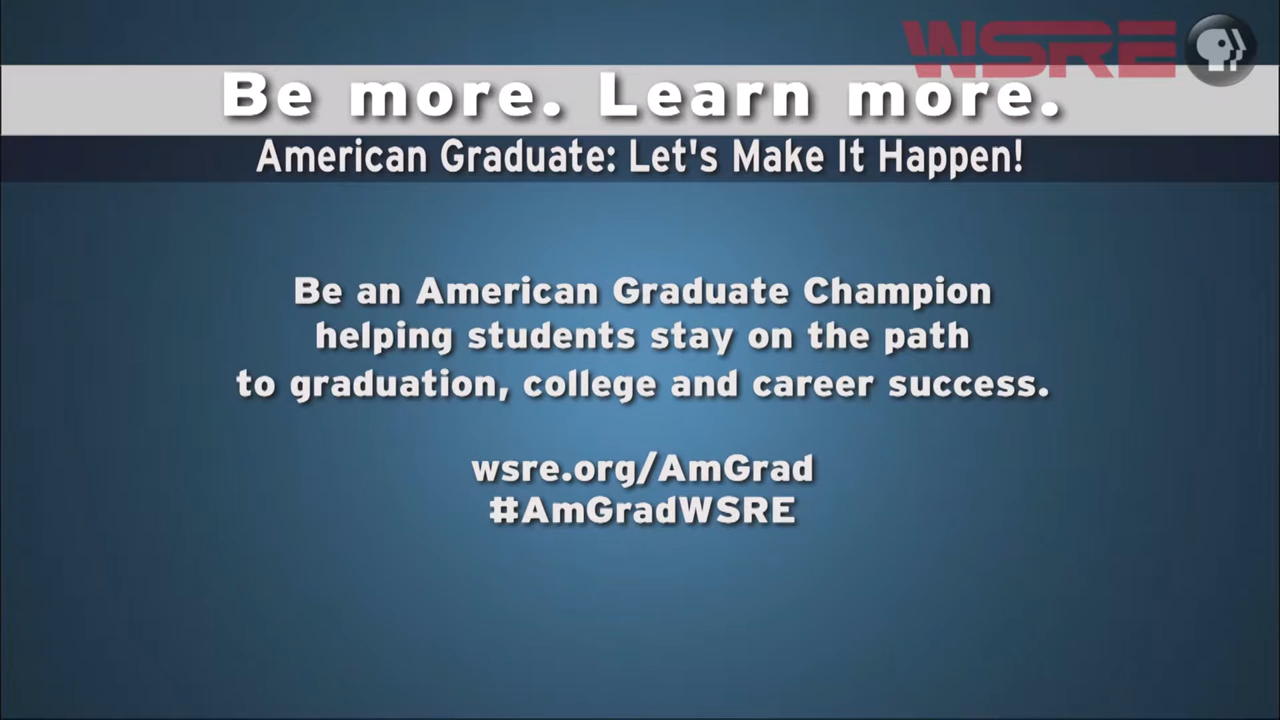 WSRE
Be more. Learn more.
American Graduate: Let's Make It Happen!
Be an American Graduate Champion
helping students stay on the path
to graduation, college and career success.
wsre.org/AmGrad
#AmGradWSRE